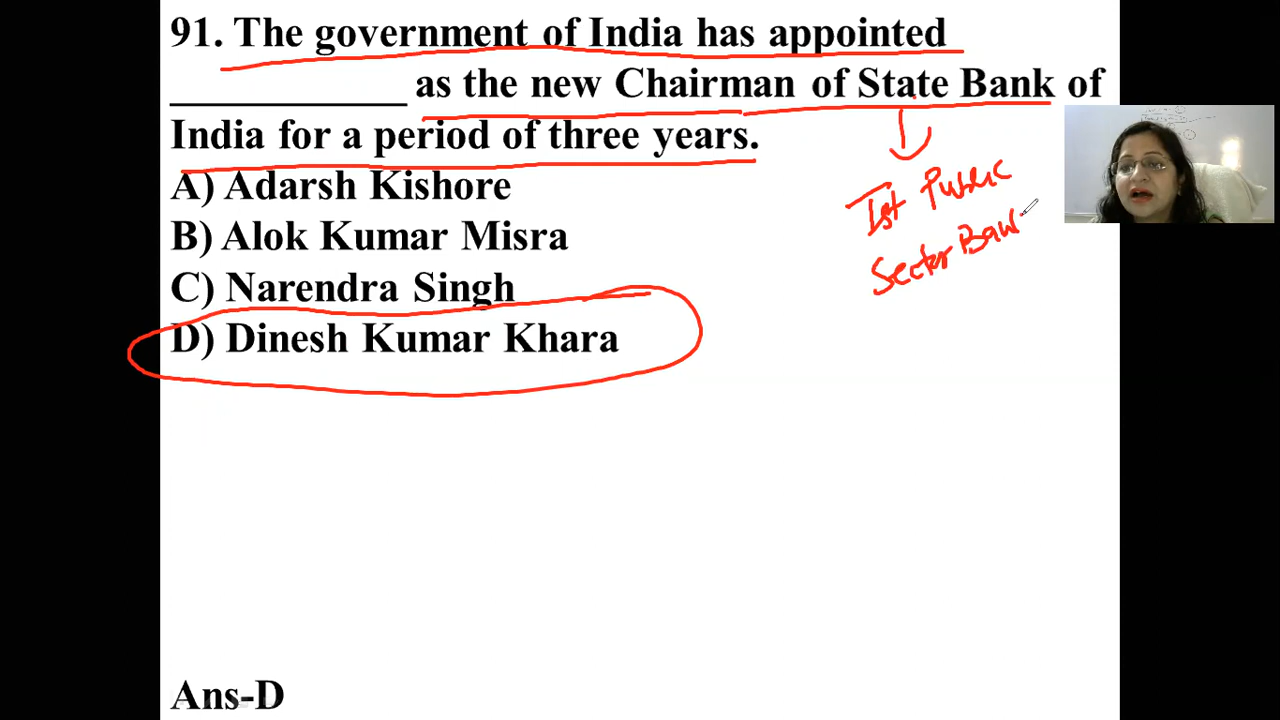 91. The government of India has appointed
____________ as the new Chairman of State Bank of
India for a period of three years.
A) Adarsh Kishore
B) Alok Kumar Misra
C) Narendra Singh
D) Dinesh Kumar Khara
Ist Public
Sector Bank
Ans-D